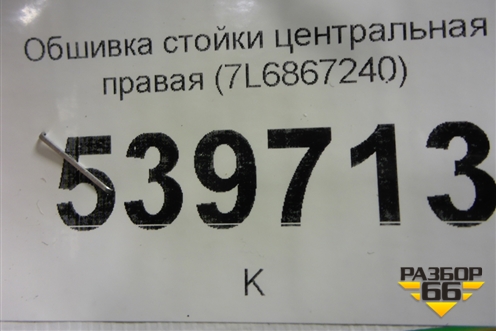 Обшивка стойки центральная
правая (7L6867240)
539713
К
РАЗБОР
66